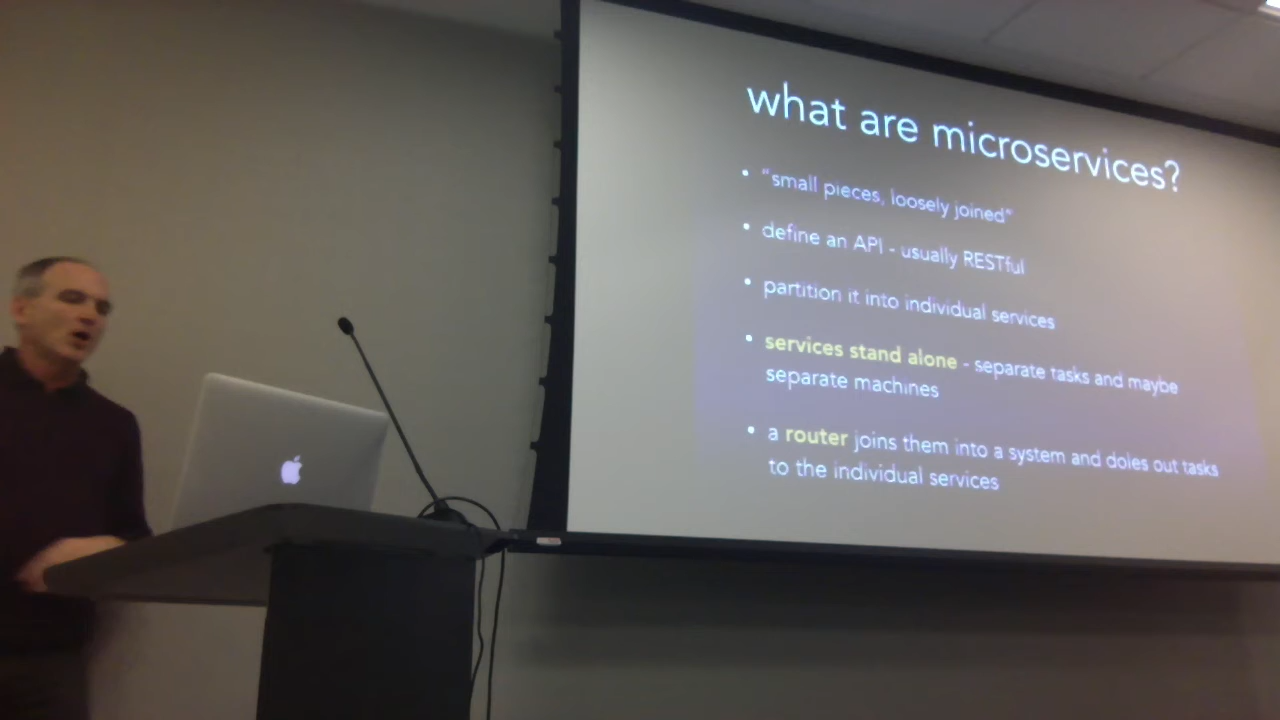 what are microservices?
• "small pieces, loosely joined"
• define an API - usually RESTful
• partition it into individual services
• services stand alone - separate tasks and maybe
separate machines
• a router joins them into a system and doles out tasks
to the individual services